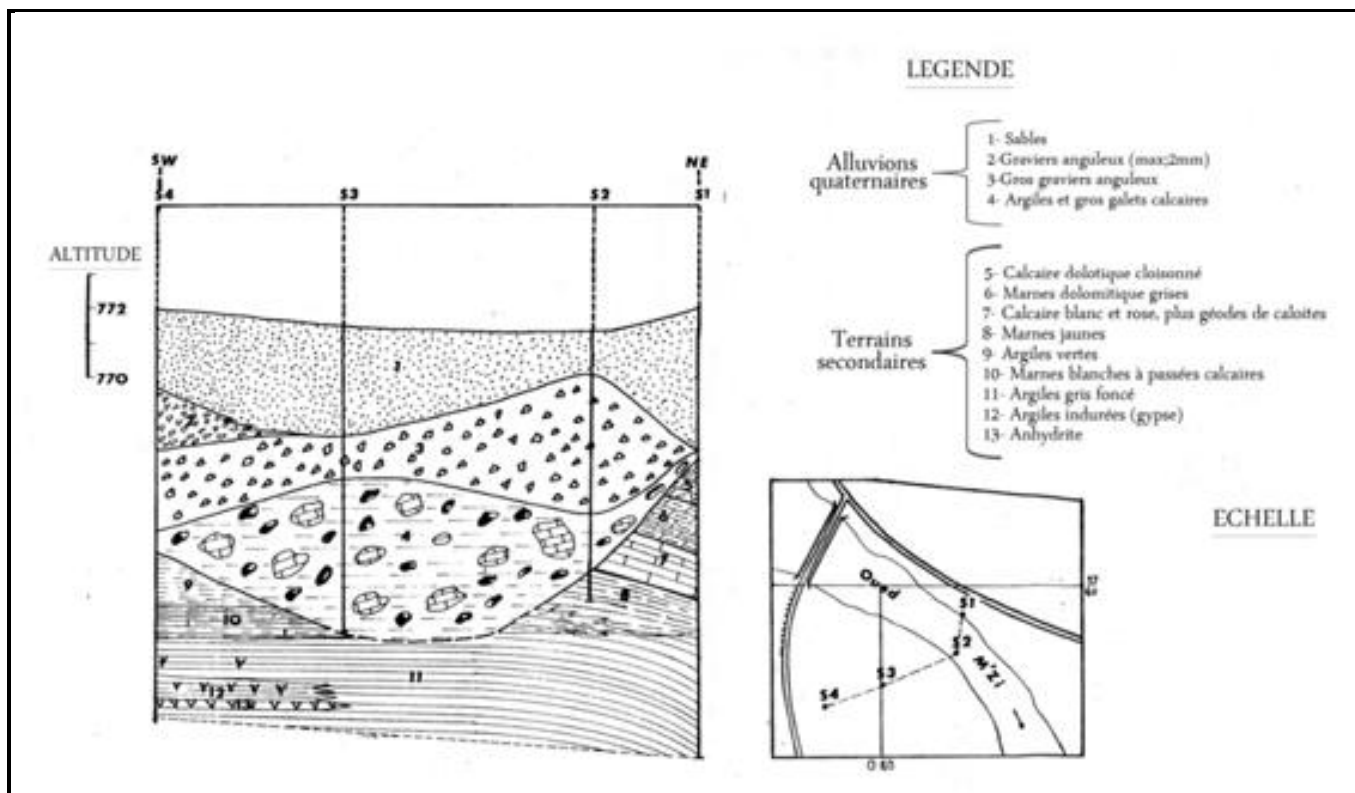 LEGENDE
Alluvions
quaternaires
1- Sables
2-Graviers anguleux (max;2mm)
3-Gros graviers anguleux
4- Argiles et gros galets calcaires
Terrains
secondaires
5- Calcaire dolotique cloisonné
6- Marnes dolomitique grises
7- Calcaire blanc et rose, plus géodes de caloites
8- Marnes jaunes
9- Argiles vertes
10- Marnes blanches à passées calcaires
11- Argiles gris foncé
12- Argiles indurées (gypse)
13- Anhydrite
SW
NE
S4
S3
S2
S1
ALTITUDE
772
770
1
2
3
4
5
6
7
8
9
10
11
12
13
ECHELLE
Oued
M'Zi
S1
S2
S3
S4